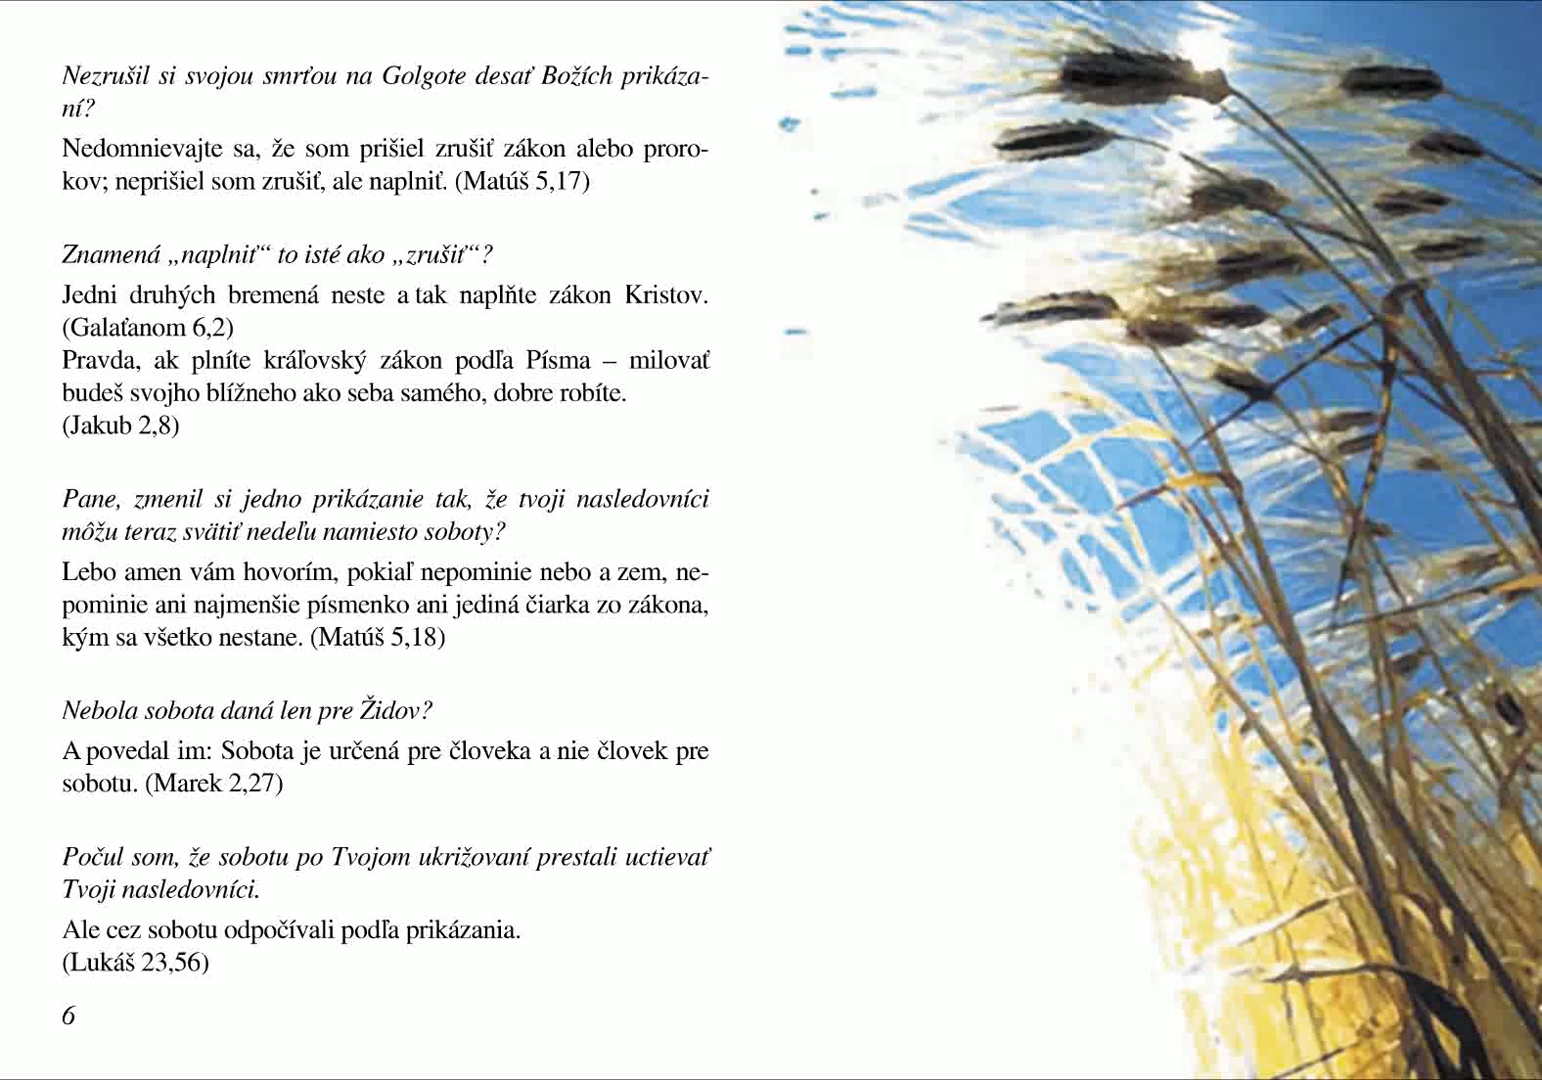 Nezrušil si svojou smrťou na Golgote desať Božích prikáza-
ní?
Nedomnievajte sa, že som prišiel zrušiť zákon alebo proro-
kov; neprišiel som zrušiť, ale naplniť. (Matúš 5,17)
Znamená „naplniť“ to isté ako „zrušiť“?
Jedni druhých bremená neste a tak naplňte zákon Kristov.
(Galaťanom 6,2)
Pravda, ak plníte kráľovský zákon podľa Písma – milovať
budeš svojho blížneho ako seba samého, dobre robíte.
(Jakub 2,8)
Pane, zmenil si jedno prikázanie tak, že tvoji nasledovníci
môžu teraz svätiť nedeľu namiesto soboty?
Lebo amen vám hovorím, pokiaľ nepominie nebo a zem, ne-
pominie ani najmenšie písmenko ani jediná čiarka zo zákona,
kým sa všetko nestane. (Matúš 5,18)
Nebola sobota daná len pre Židov?
A povedal im: Sobota je určená pre človeka a nie človek pre
sobotu. (Marek 2,27)
Počul som, že sobotu po Tvojom ukrižovaní prestali uctievať
Tvoji nasledovníci.
Ale cez sobotu odpočívali podľa prikázania.
(Lukáš 23,56)
6